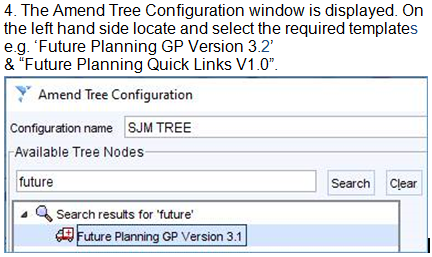 4. The Amend Tree Configuration window is displayed. On
the left hand side locate and select the required templates
e.g. ‘Future Planning GP Version 3.2’
& “Future Planning Quick Links V1.0”.
Amend Tree Configuration
Configuration name SJM TREE
Available Tree Nodes
future Search Clear
Search results for 'future'
Future Planning GP Version 3.1